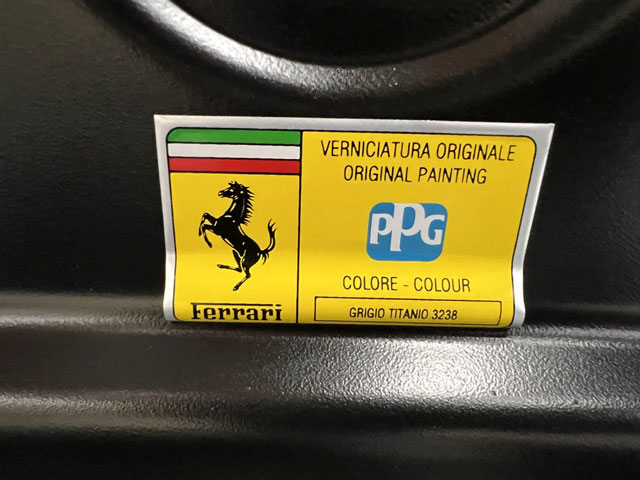 VERNICIATURA ORIGINALE
ORIGINAL PAINTING
PPG
COLORE - COLOUR
Ferrari
GRIGIO TITANIO 3238